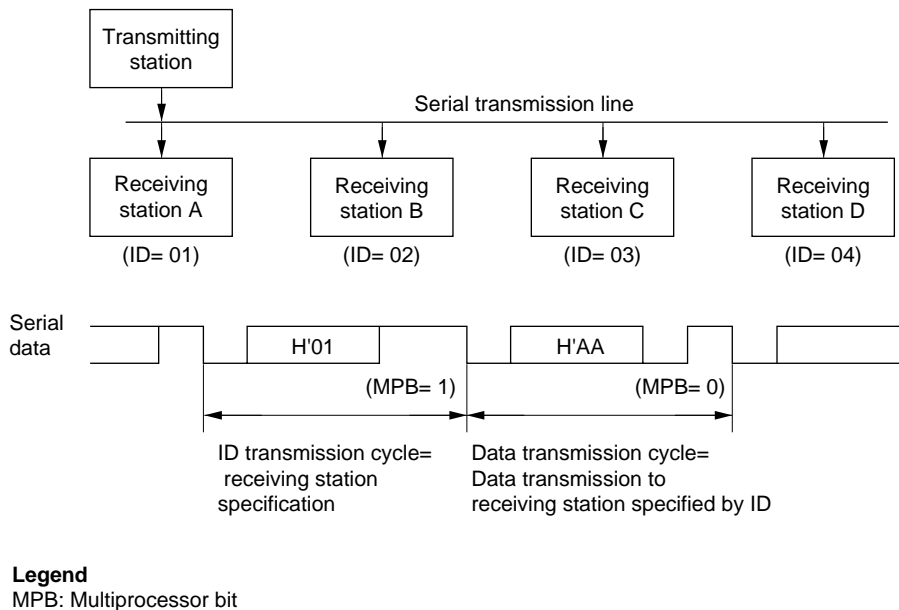 Transmitting
station
Serial transmission line
Receiving
station A
Receiving
station B
Receiving
station C
Receiving
station D
(ID= 01)
(ID= 02)
(ID= 03)
(ID= 04)
Serial
data
H'01
H'AA
(MPB= 1)
(MPB= 0)
ID transmission cycle=
receiving station
specification
Data transmission cycle=
Data transmission to
receiving station specified by ID
Legend
MPB: Multiprocessor bit